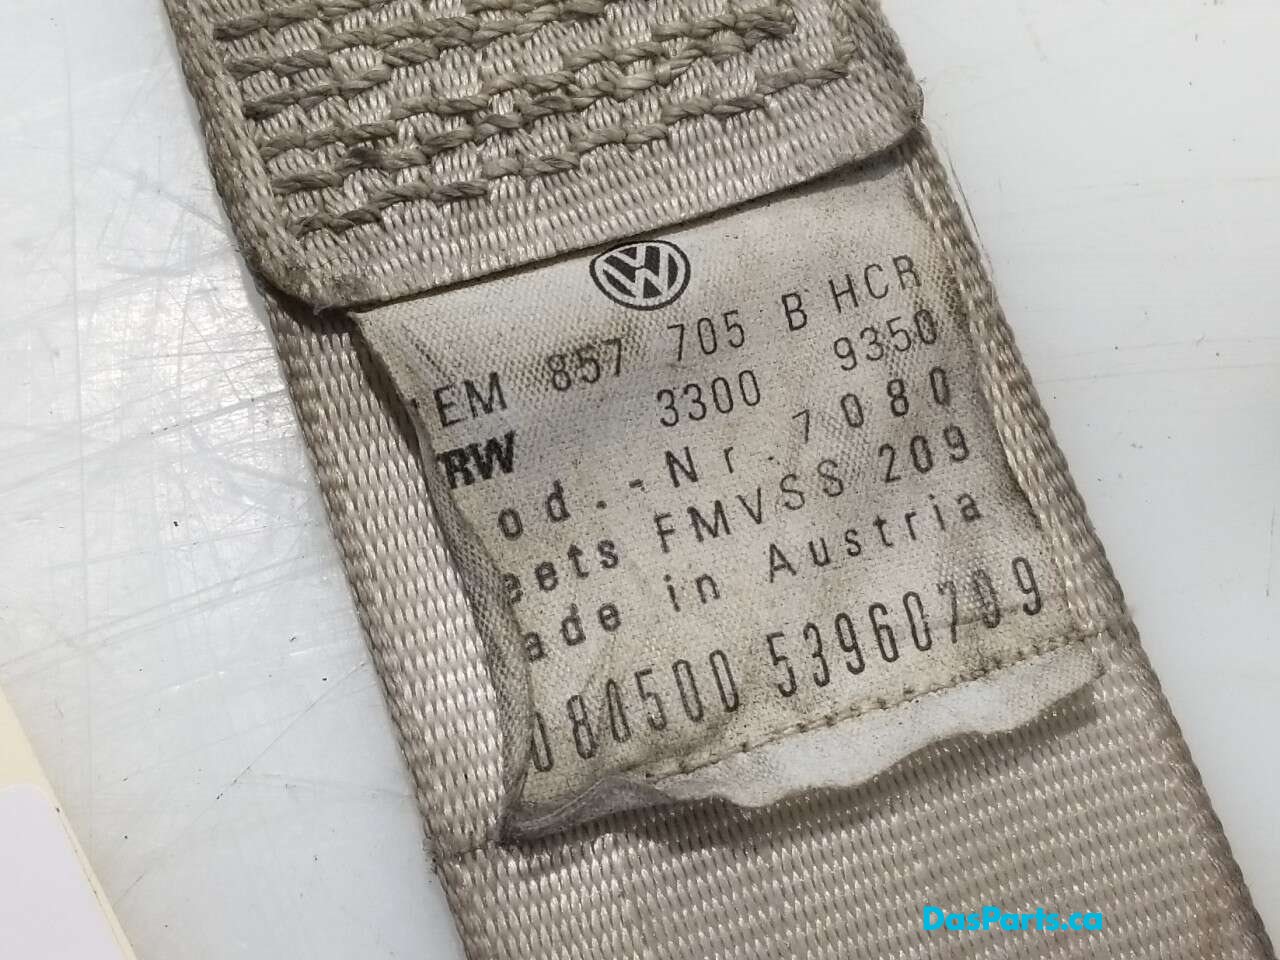 EM 857 705 B HCR
RW 3300 9350
od.-Nr. 7080
eets FMVSS 209
ade in Austria
53960709
DasParts.ca